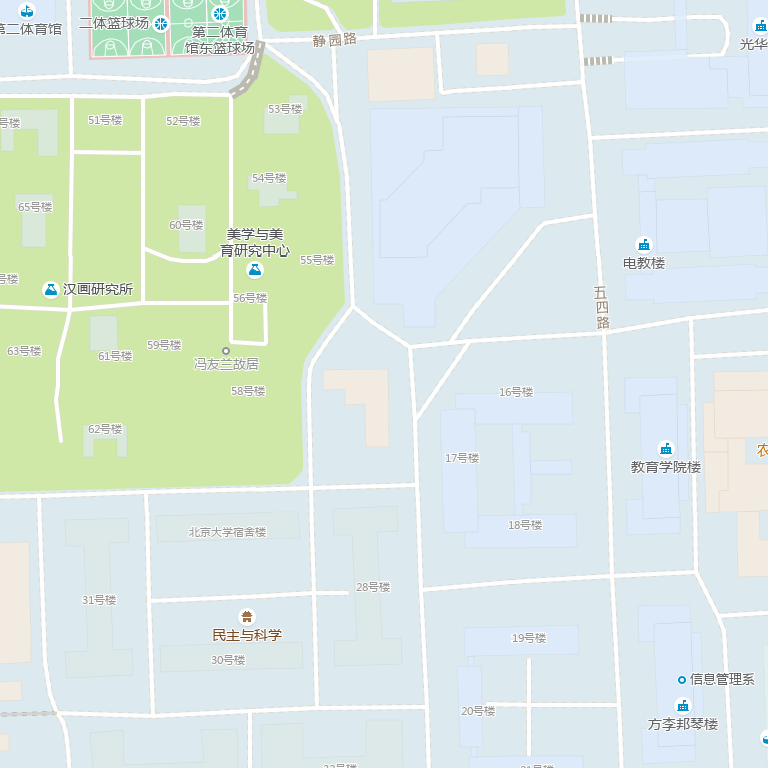 第二体育馆
二体篮球场
第二体育
馆东篮球场
静园路
光华
53号楼
51号楼
52号楼
号楼
54号楼
65号楼
60号楼
美学与美
育研究中心
55号楼
电教楼
号楼
汉画研究所
56号楼
五四路
59号楼
63号楼
61号楼
冯友兰故居
58号楼
16号楼
62号楼
农
17号楼
教育学院楼
18号楼
北京大学宿舍楼
28号楼
31号楼
民主与科学
19号楼
30号楼
信息管理系
20号楼
方李邦琴楼